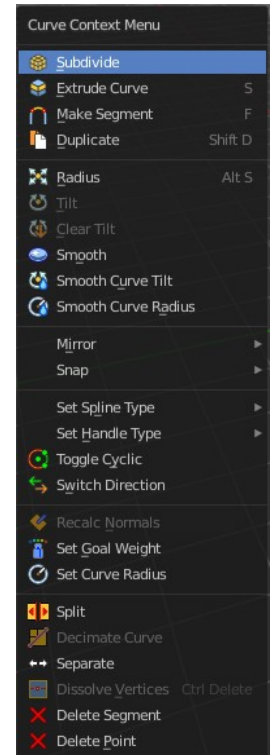 Curve Context Menu
Subdivide
Extrude Curve S
Make Segment F
Duplicate Shift D
Radius Alt S
Tilt
Clear Tilt
Smooth
Smooth Curve Tilt
Smooth Curve Radius
Mirror
Snap
Set Spline Type
Set Handle Type
Toggle Cyclic
Switch Direction
Recalc Normals
Set Goal Weight
Set Curve Radius
Split
Decimate Curve
Separate
Dissolve Vertices Ctrl Delete
Delete Segment
Delete Point